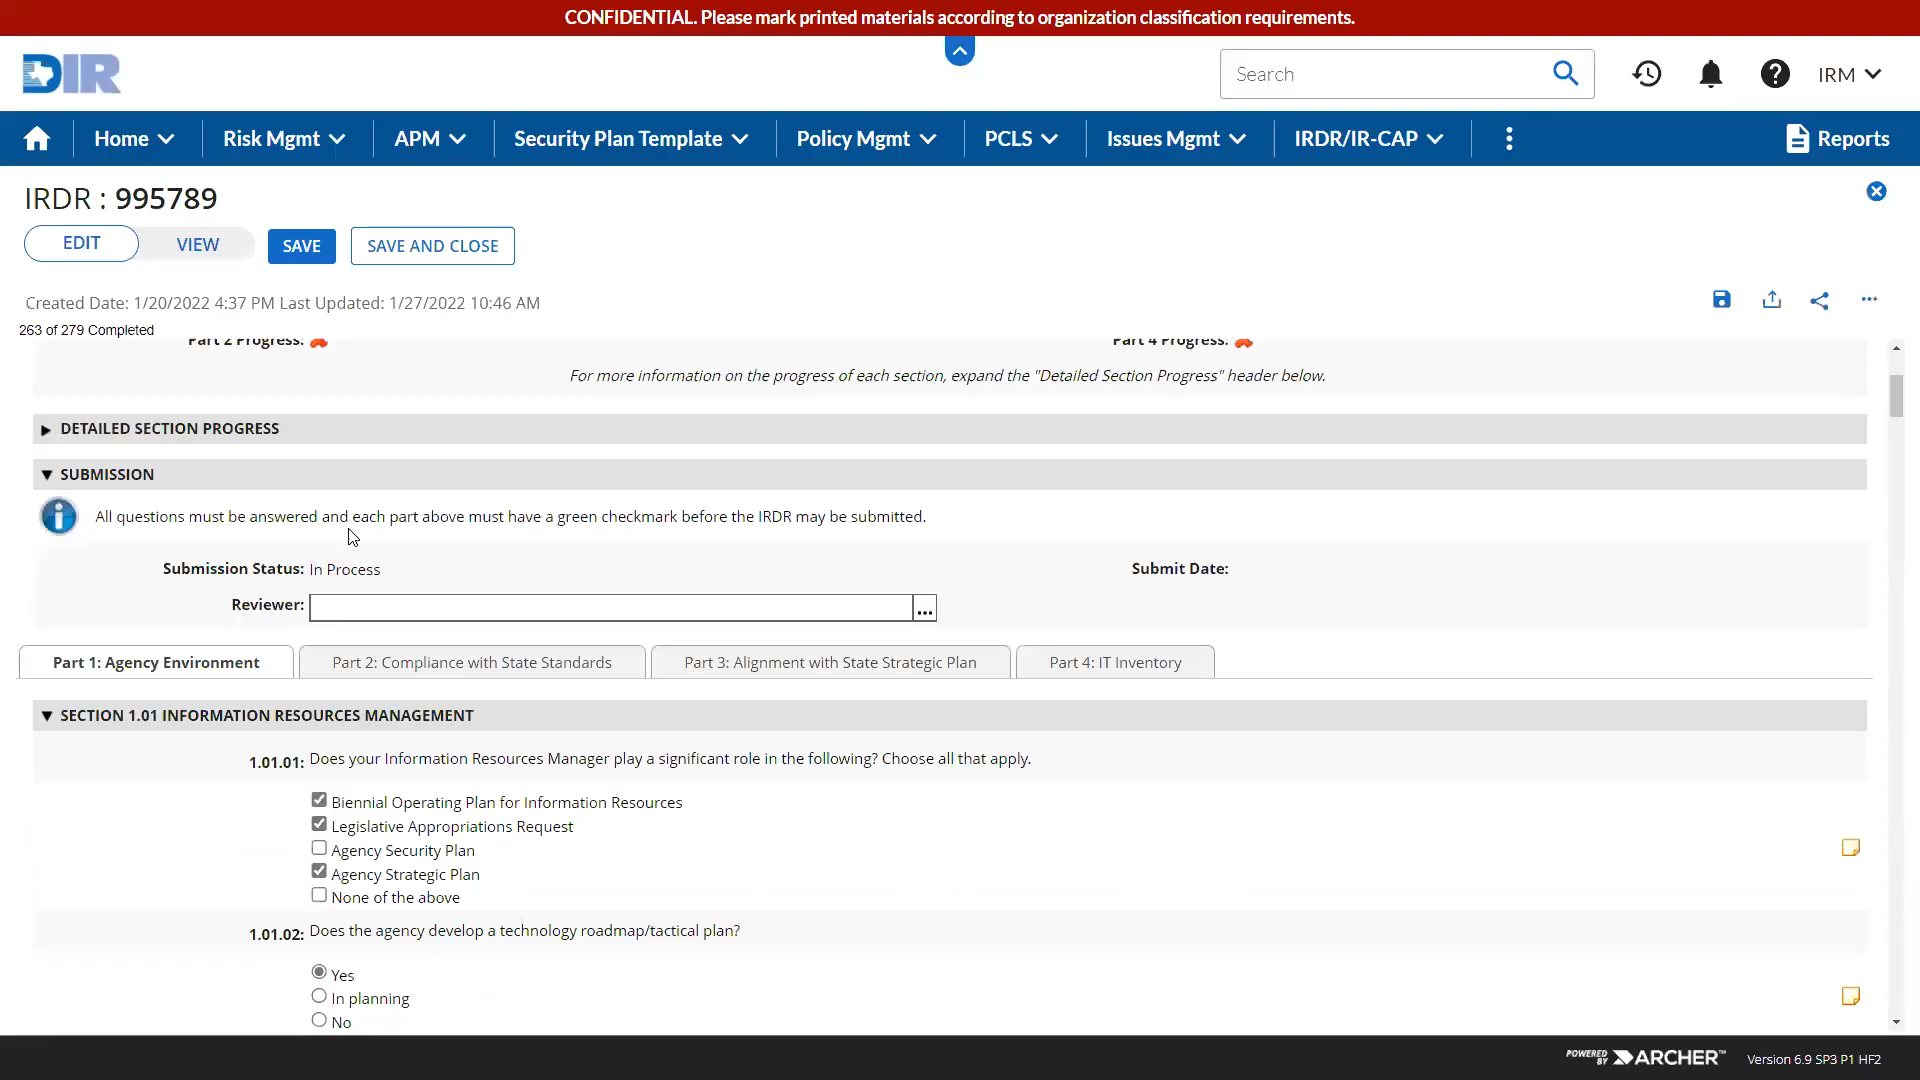 CONFIDENTIAL. Please mark printed materials according to organization classification requirements.
DIR
Search
IRM
Home
Risk Mgmt
APM
Security Plan Template
Policy Mgmt
PCLS
Issues Mgmt
IRDR/IR-CAP
Reports
IRDR : 995789
EDIT
VIEW
SAVE
SAVE AND CLOSE
Created Date: 1/20/2022 4:37 PM Last Updated: 1/27/2022 10:46 AM
263 of 279 Completed
Part 2 Progress:
Part 4 Progress:
For more information on the progress of each section, expand the "Detailed Section Progress" header below.
DETAILED SECTION PROGRESS
SUBMISSION
All questions must be answered and each part above must have a green checkmark before the IRDR may be submitted.
Submission Status: In Process
Submit Date:
Reviewer:
...
Part 1: Agency Environment
Part 2: Compliance with State Standards
Part 3: Alignment with State Strategic Plan
Part 4: IT Inventory
SECTION 1.01 INFORMATION RESOURCES MANAGEMENT
1.01.01: Does your Information Resources Manager play a significant role in the following? Choose all that apply.
Biennial Operating Plan for Information Resources
Legislative Appropriations Request
Agency Security Plan
Agency Strategic Plan
None of the above
1.01.02: Does the agency develop a technology roadmap/tactical plan?
Yes
In planning
No
POWERED BY ARCHER™
Version 6.9 SP3 P1 HF2